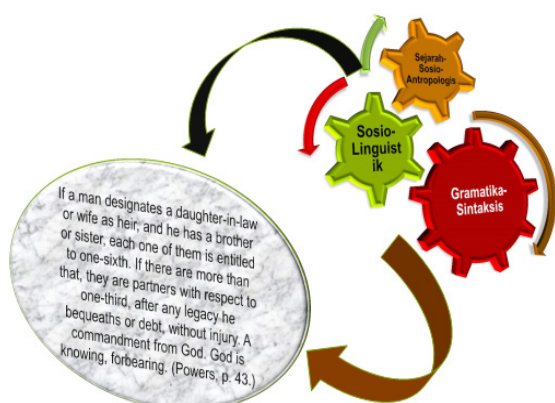 Sejarah-
Sosio-
Antropologis
Sosio-
Linguist
ik
Gramatika-
Sintaksis
If a man designates a daughter-in-law
or wife as heir, and he has a brother
or sister, each one of them is entitled
to one-sixth. If there are more than
that, they are partners with respect to
one-third, after any legacy he
bequeaths or debt, without injury. A
commandment from God. God is
knowing, forbearing. (Powers, p. 43.)